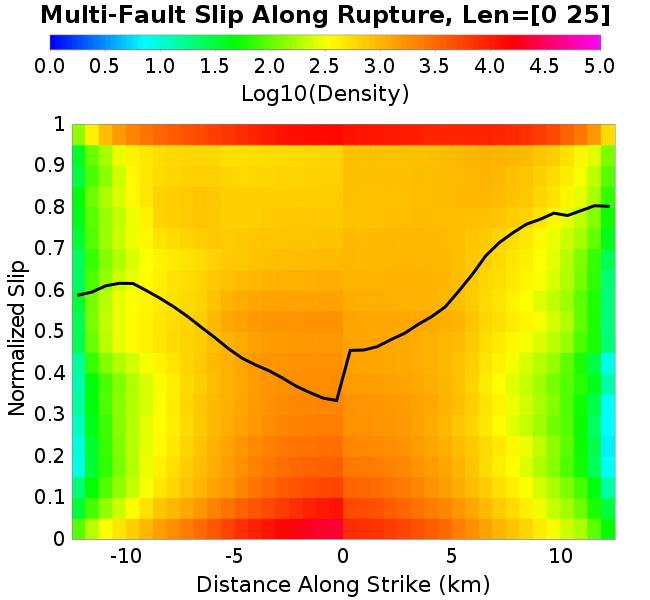 Multi-Fault Slip Along Rupture, Len=[0 25]
0.0 0.5 1.0 1.5 2.0 2.5 3.0 3.5 4.0 4.5 5.0
Log10(Density)
1
0.9
0.8
0.7
0.6
0.5
0.4
0.3
0.2
0.1
0
Normalized Slip
-10 -5 0 5 10
Distance Along Strike (km)